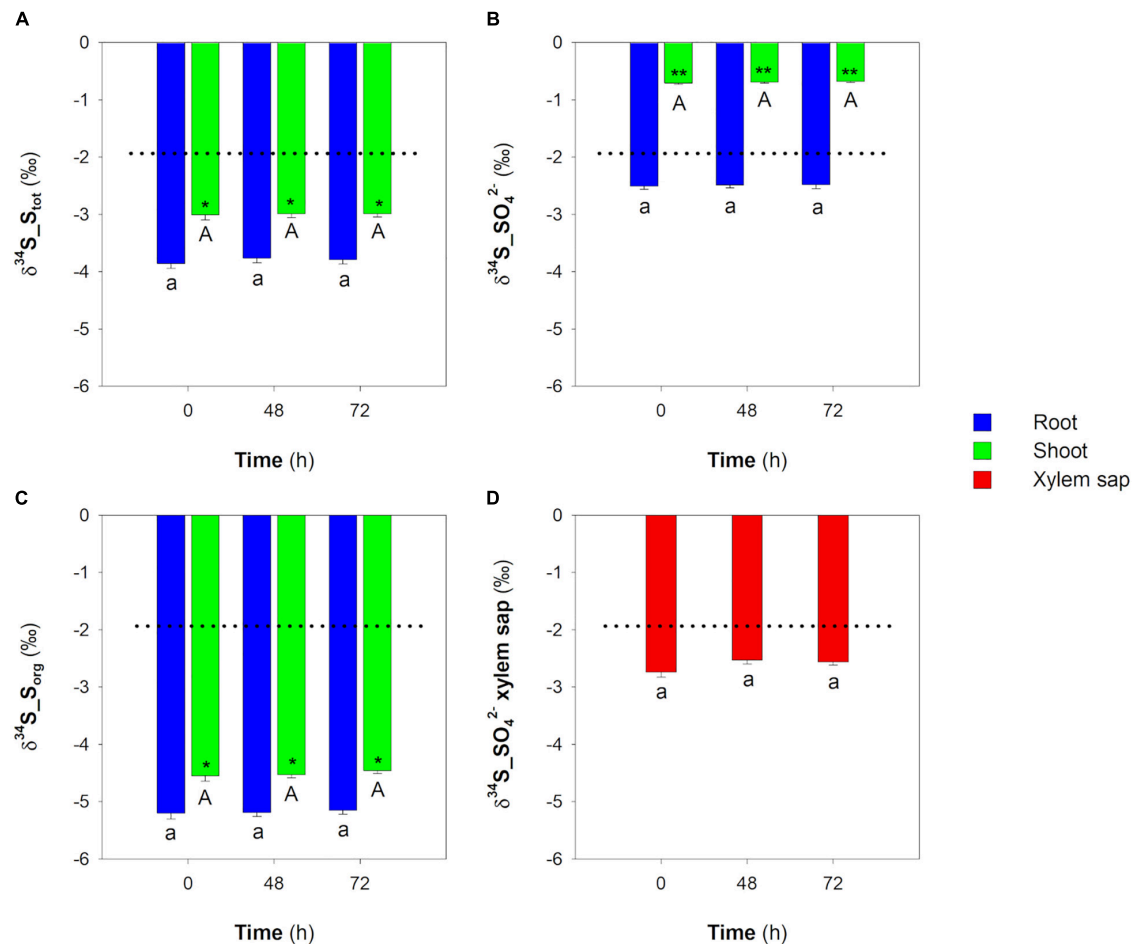 A
0
-1
-2
-3
-4
-5
-6
δ³⁴S_S_tot (‰)
* * *
A A A
a a a
0 48 72
Time (h)
B
0
-1
-2
-3
-4
-5
-6
δ³⁴S_SO₄²⁻ (‰)
** ** **
A A A
a a a
0 48 72
Time (h)
Root
Shoot
Xylem sap
C
0
-1
-2
-3
-4
-5
-6
δ³⁴S_S_org (‰)
* * *
A A A
a a a
0 48 72
Time (h)
D
0
-1
-2
-3
-4
-5
-6
δ³⁴S_SO₄²⁻ xylem sap (‰)
a a a
0 48 72
Time (h)